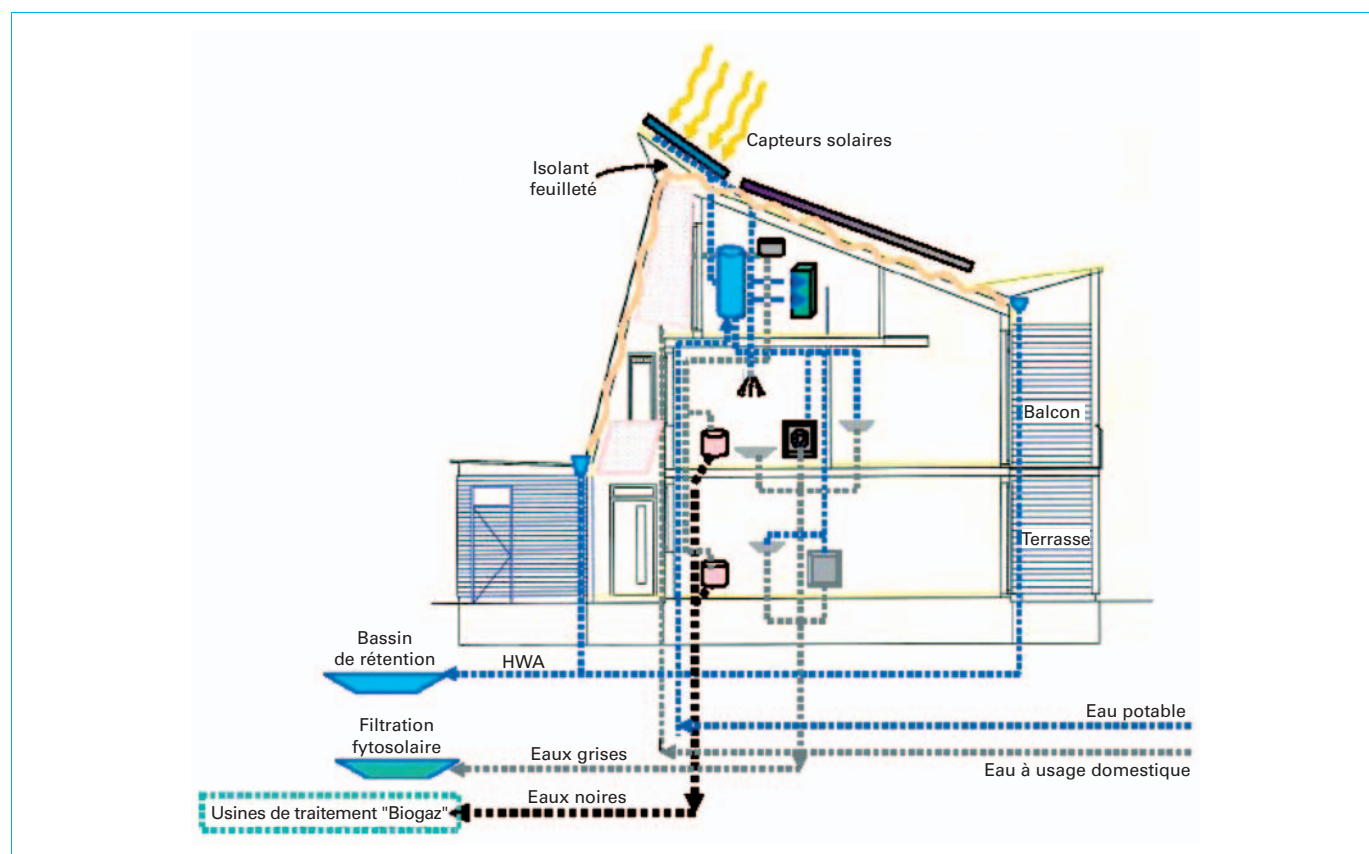 Capteurs solaires
Isolant
feuilleté
Balcon
Terrasse
Bassin
de rétention
HWA
Eau potable
Filtration
fytosolaire
Eaux grises
Eau à usage domestique
Eaux noires
Usines de traitement "Biogaz"